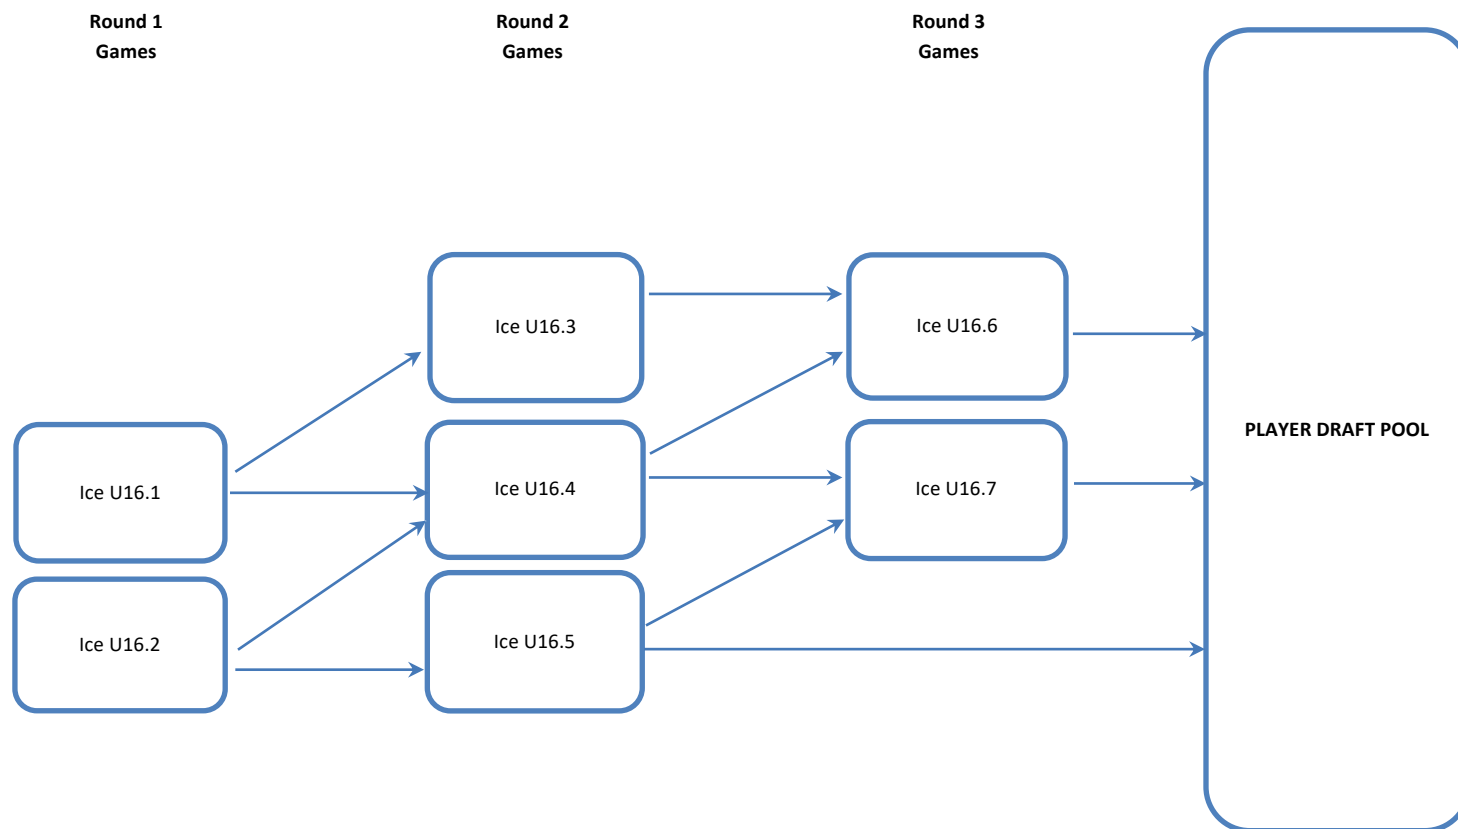 Round 1
Games
Round 2
Games
Round 3
Games
Ice U16.3
Ice U16.6
PLAYER DRAFT POOL
Ice U16.1
Ice U16.4
Ice U16.7
Ice U16.2
Ice U16.5